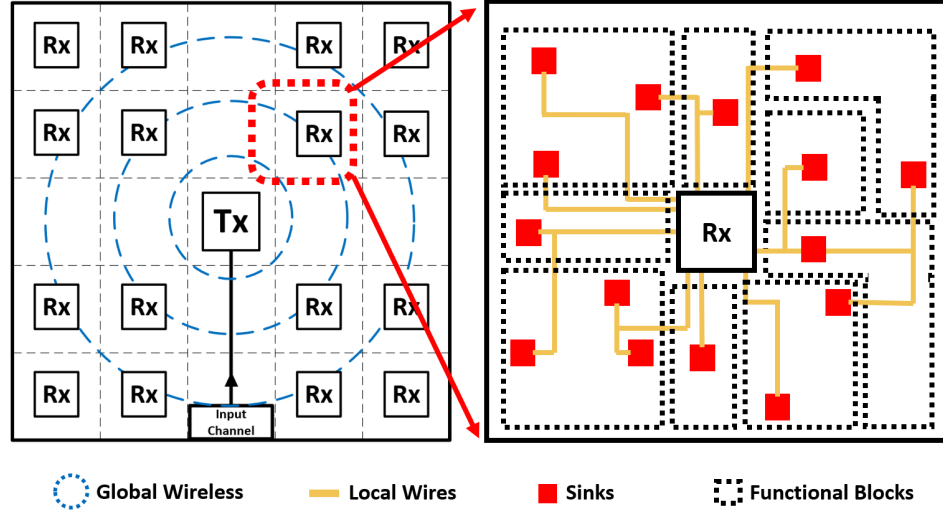 Rx Rx Rx Rx
Rx Rx Rx Rx
Tx
Rx Rx Rx Rx
Rx Rx Rx Rx
Input
Channel
Rx
Global Wireless
Local Wires
Sinks
Functional Blocks